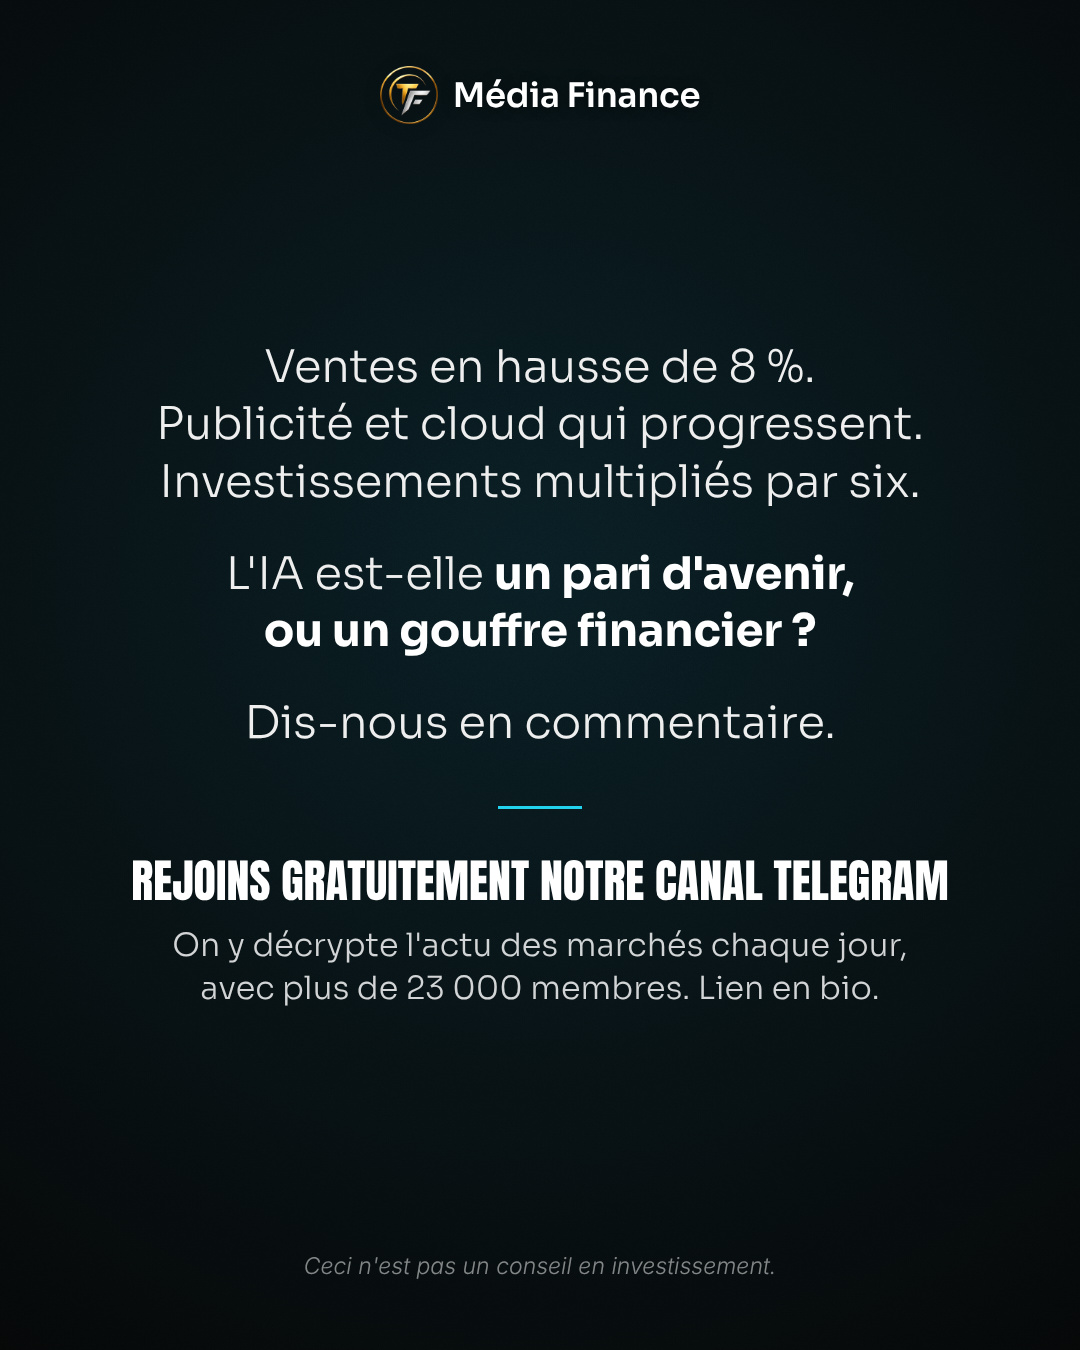 TF
Média Finance
Ventes en hausse de 8 %.
Publicité et cloud qui progressent.
Investissements multipliés par six.
L'IA est-elle un pari d'avenir,
ou un gouffre financier ?
Dis-nous en commentaire.
REJOINS GRATUITEMENT NOTRE CANAL TELEGRAM
On y décrypte l'actu des marchés chaque jour,
avec plus de 23 000 membres. Lien en bio.
Ceci n'est pas un conseil en investissement.